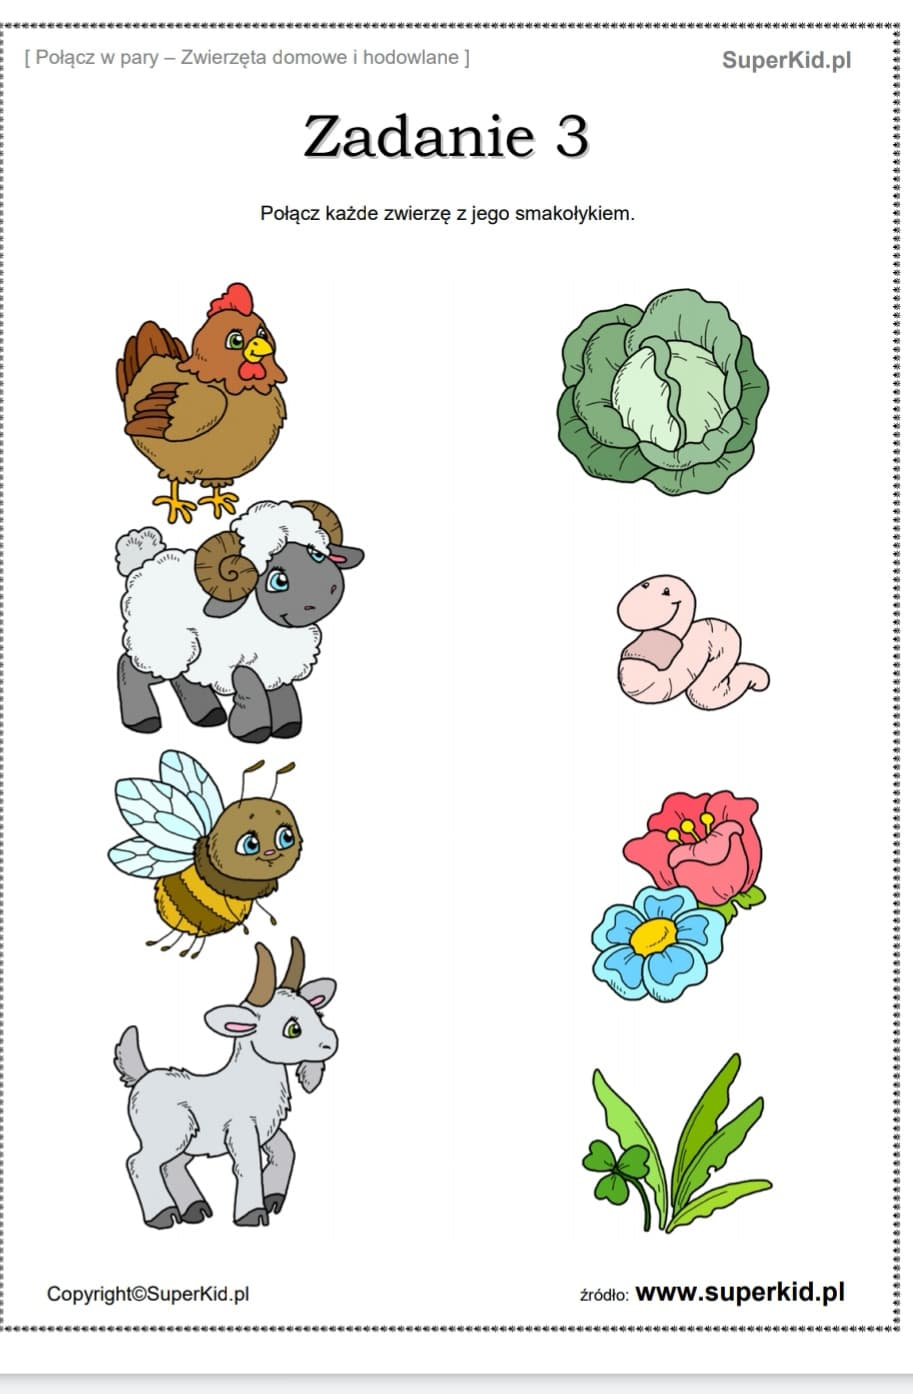 [ Połącz w pary – Zwierzęta domowe i hodowlane ] SuperKid.pl
Zadanie 3
Połącz każde zwierzę z jego smakołykiem.
Copyright©SuperKid.pl źródło: www.superkid.pl